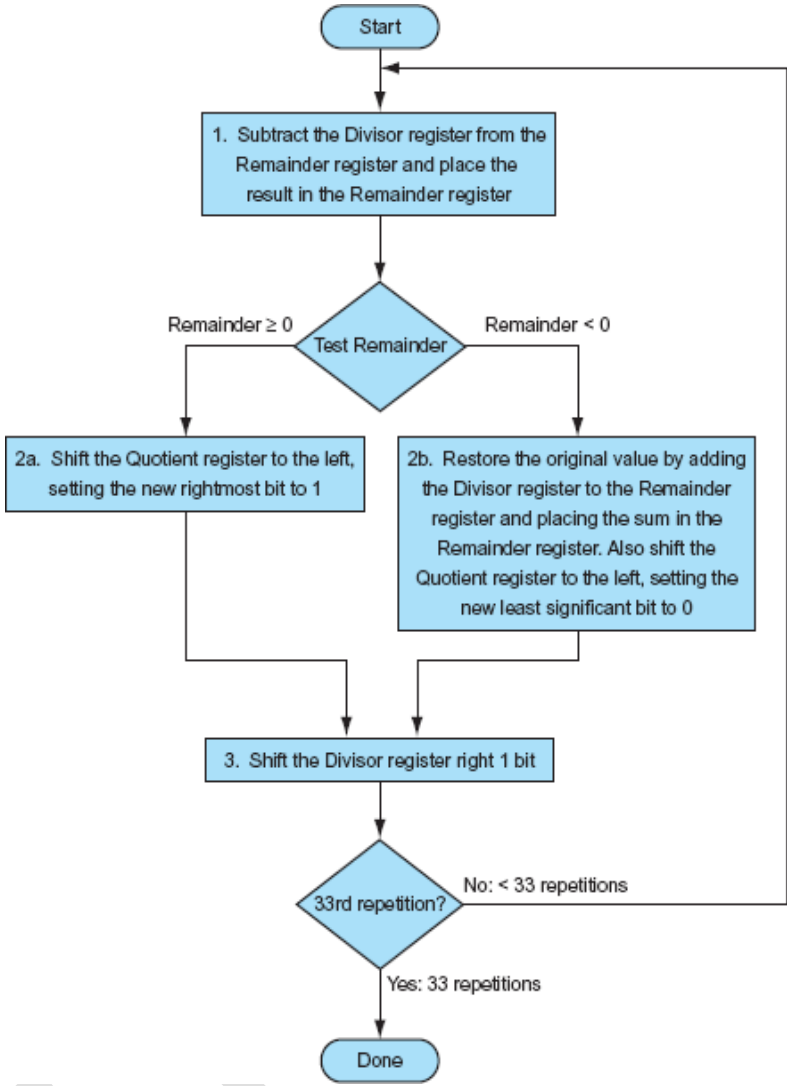 Start
1. Subtract the Divisor register from the
Remainder register and place the
result in the Remainder register
Remainder ≥ 0
Remainder < 0
Test Remainder
2a. Shift the Quotient register to the left,
setting the new rightmost bit to 1
2b. Restore the original value by adding
the Divisor register to the Remainder
register and placing the sum in the
Remainder register. Also shift the
Quotient register to the left, setting the
new least significant bit to 0
3. Shift the Divisor register right 1 bit
33rd repetition?
No: < 33 repetitions
Yes: 33 repetitions
Done